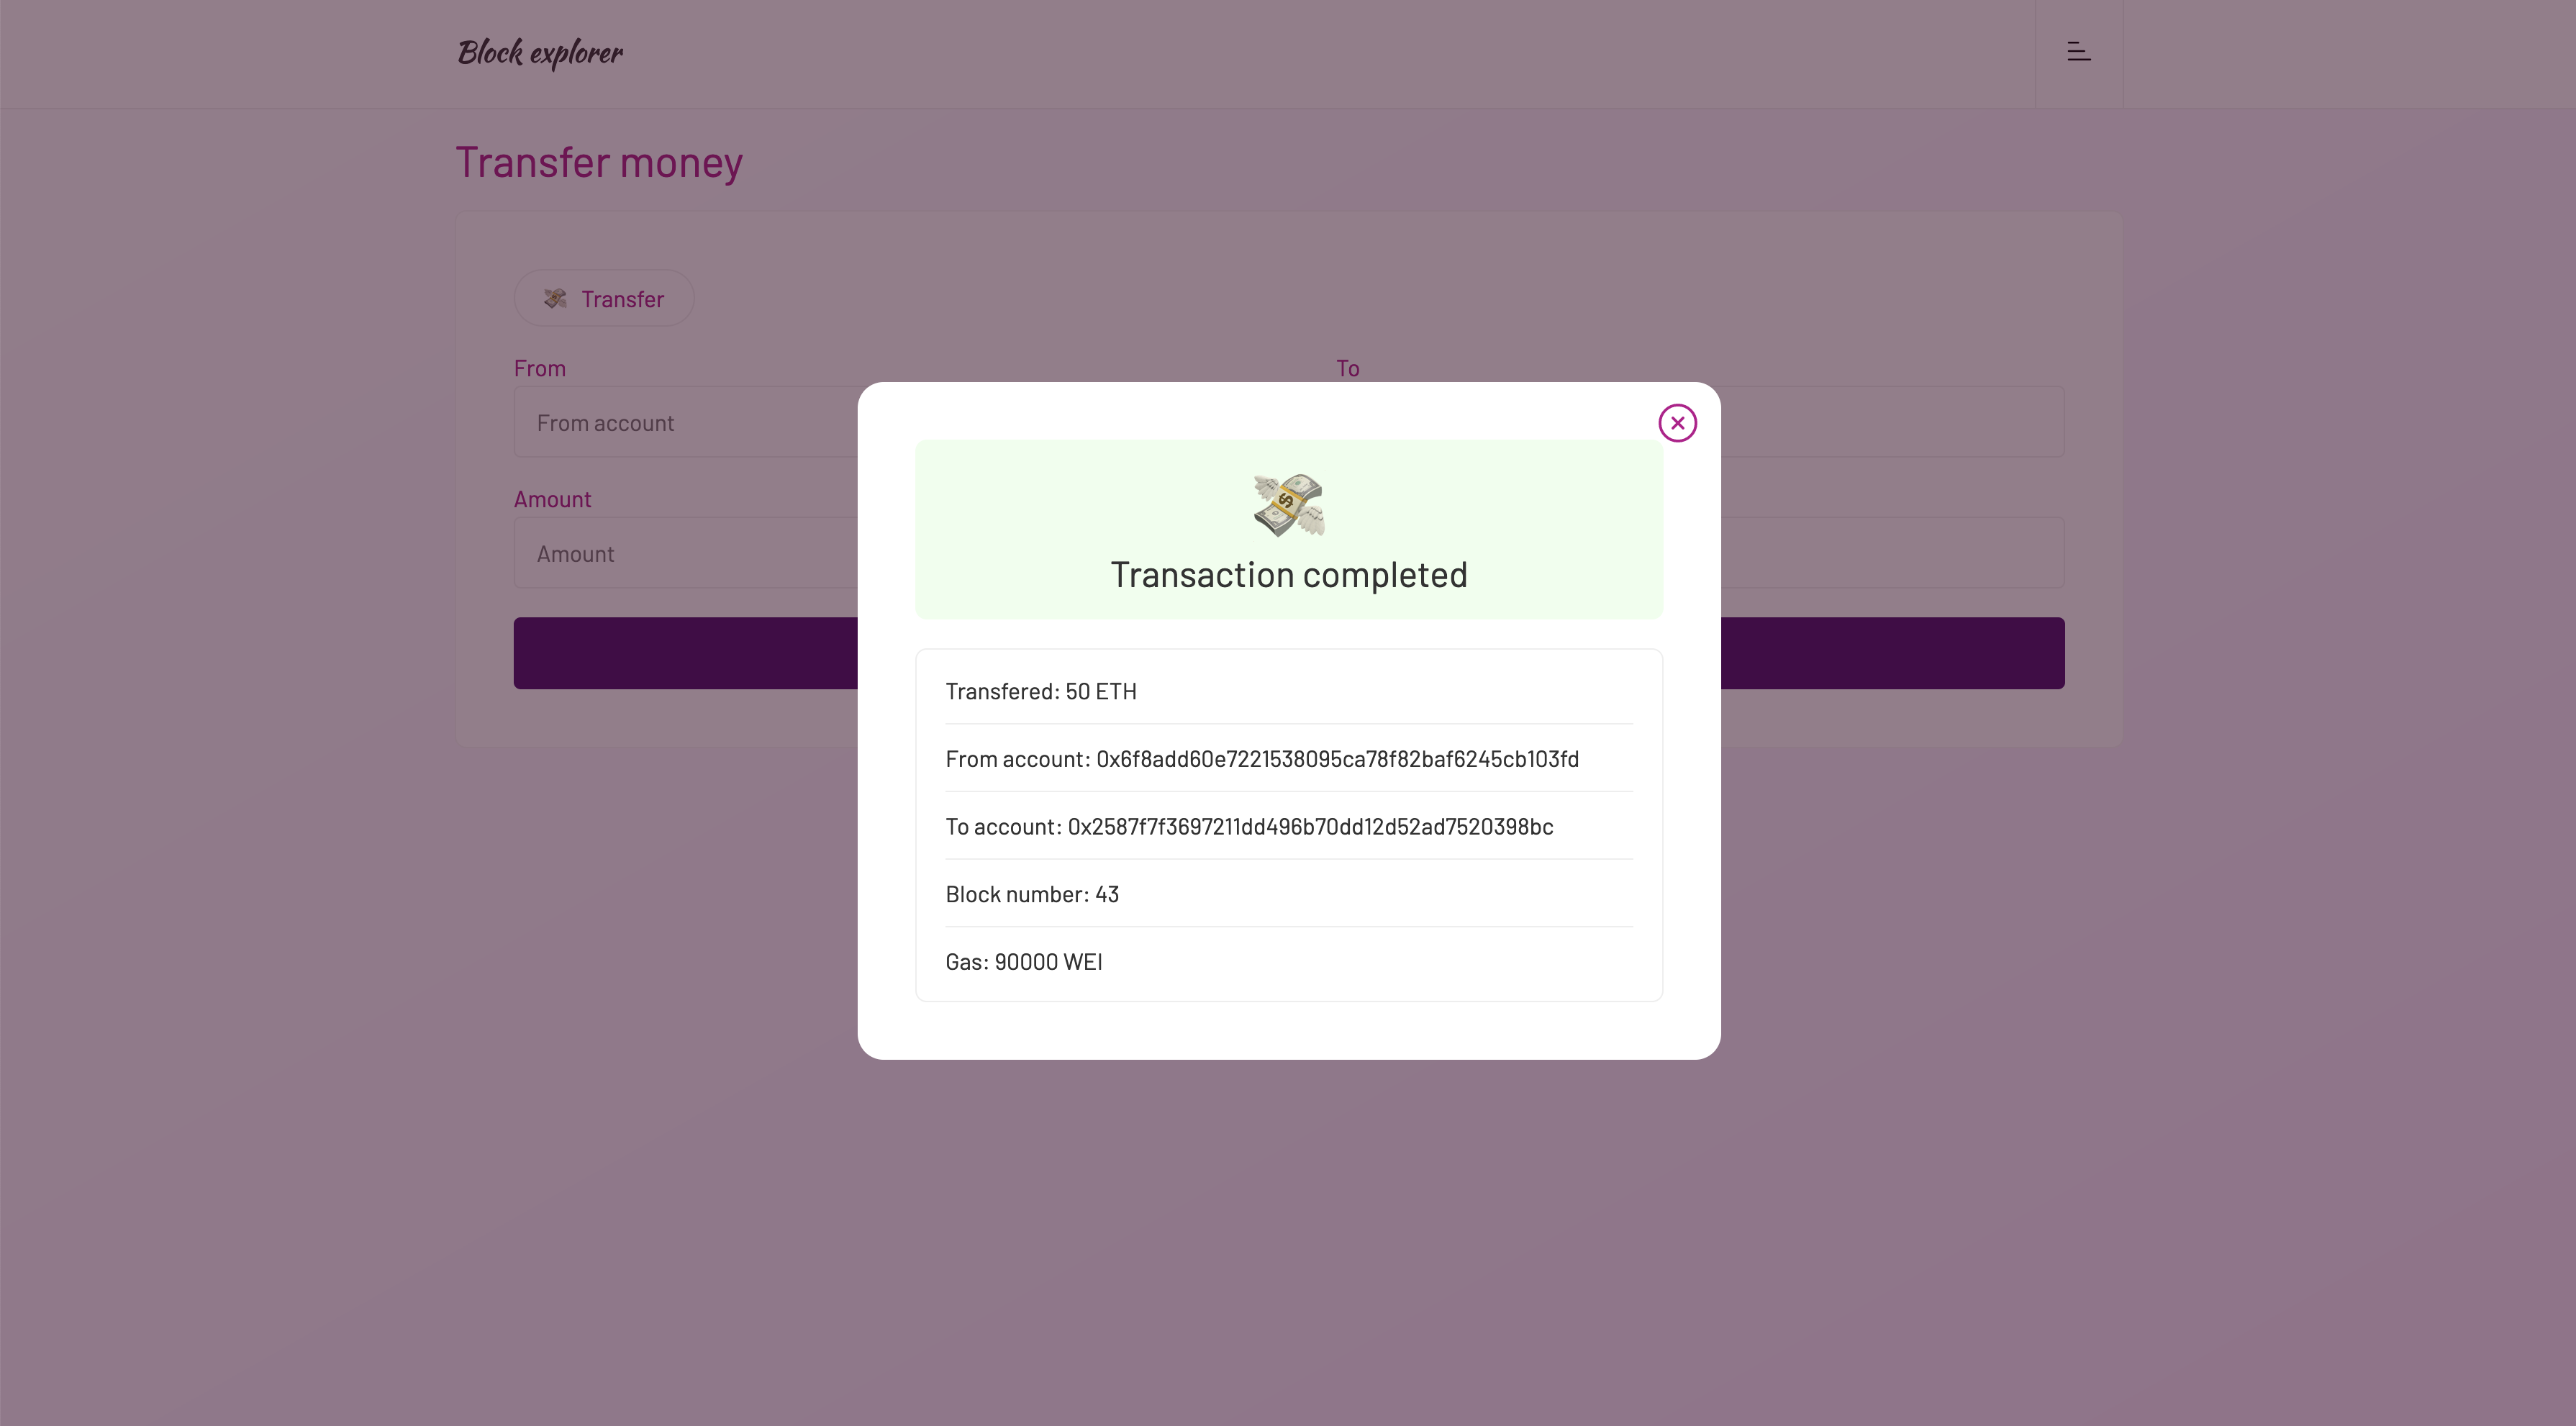 Block explorer
Transfer money
Transfer
From
To
From account
Amount
Amount
Transaction completed
Transfered: 50 ETH
From account: 0x6f8add60e7221538095ca78f82baf6245cb103fd
To account: 0x2587f7f3697211dd496b70dd12d52ad7520398bc
Block number: 43
Gas: 90000 WEI